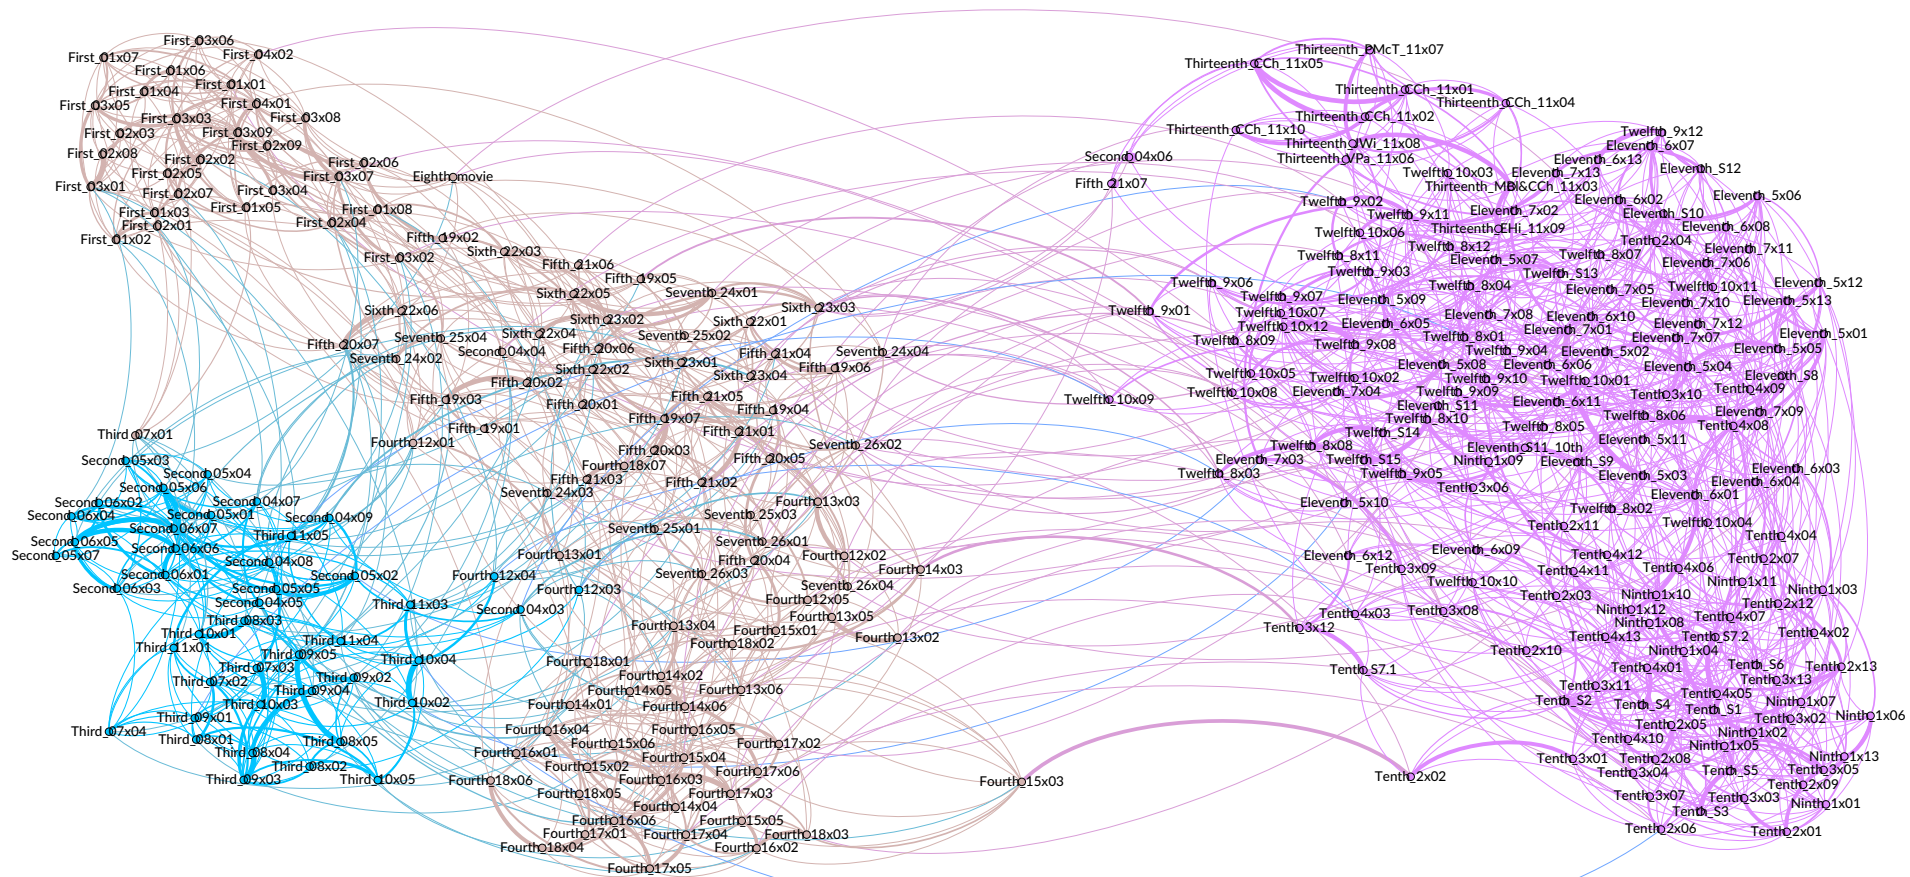 First_03x06
First_01x07
First_04x02
First_01x06
First_01x01
First_01x04
First_03x05
First_04x01
First_03x03
First_03x08
First_02x03
First_03x09
First_02x09
First_02x08
First_02x02
First_02x06
First_02x05
First_03x07
First_03x01
First_02x07
First_03x04
First_01x05
First_01x03
First_01x08
First_02x01
First_02x04
First_01x02
Eighth_movie
Fifth_19x02
First_03x02
Sixth_22x03
Fifth_21x06
Fifth_19x05
Sixth_22x05
Seventh_24x01
Sixth_23x03
Sixth_22x06
Sixth_23x02
Sixth_22x01
Sixth_22x04
Seventh_25x02
Seventh_25x04
Fifth_20x07
Second_04x04
Fifth_20x06
Seventh_24x02
Sixth_23x01
Fifth_21x04
Seventh_24x04
Fifth_19x06
Sixth_22x02
Sixth_23x04
Fifth_20x02
Fifth_19x03
Fifth_20x01
Fifth_21x05
Fifth_19x04
Fifth_19x07
Fifth_19x01
Fifth_21x01
Fourth_12x01
Seventh_26x02
Fifth_20x03
Fifth_20x05
Fourth_18x07
Fifth_21x03
Fifth_21x02
Seventh_24x03
Fourth_13x03
Seventh_25x03
Seventh_25x01
Seventh_26x01
Fourth_13x01
Fifth_20x04
Fourth_12x02
Fourth_14x03
Seventh_26x03
Fourth_12x04
Fourth_12x03
Seventh_26x04
Fourth_12x05
Second_04x03
Fourth_13x05
Fourth_13x04
Fourth_15x01
Fourth_13x02
Fourth_18x02
Fourth_18x01
Fourth_14x02
Fourth_14x05
Fourth_13x06
Fourth_14x01
Fourth_14x06
Fourth_16x04
Fourth_16x05
Fourth_15x06
Fourth_17x02
Fourth_16x01
Fourth_15x04
Fourth_15x02
Fourth_17x06
Fourth_18x06
Fourth_16x03
Fourth_15x03
Fourth_18x05
Fourth_17x03
Fourth_14x04
Fourth_16x06
Fourth_15x05
Fourth_17x01
Fourth_17x04
Fourth_18x03
Fourth_18x04
Fourth_16x02
Fourth_17x05
Third_07x01
Second_05x03
Second_05x04
Second_05x06
Second_06x02
Second_04x07
Second_06x04
Second_05x01
Second_04x09
Second_06x07
Third_11x05
Second_06x05
Second_06x06
Second_05x07
Second_04x08
Second_06x01
Second_05x02
Second_06x03
Second_05x05
Second_04x05
Third_11x03
Third_08x03
Third_10x01
Third_11x04
Third_11x01
Third_09x05
Third_10x04
Third_07x03
Third_07x02
Third_09x02
Third_09x04
Third_10x03
Third_10x02
Third_09x01
Third_07x04
Third_08x01
Third_08x05
Third_08x04
Third_08x02
Third_09x03
Third_10x05
Thirteenth_PMcT_11x07
Thirteenth_CCh_11x05
Thirteenth_CCh_11x01
Thirteenth_CCh_11x04
Thirteenth_CCh_11x02
Thirteenth_CCh_11x10
Thirteenth_JWi_11x08
Thirteenth_VPa_11x06
Second_04x06
Fifth_21x07
Twelfth_9x12
Eleventh_6x07
Eleventh_6x13
Eleventh_S12
Twelfth_10x03
Eleventh_7x13
Thirteenth_MBl&CCh_11x03
Eleventh_5x06
Twelfth_9x02
Eleventh_6x02
Twelfth_9x11
Eleventh_7x02
Eleventh_S10
Thirteenth_EHi_11x09
Eleventh_6x08
Twelfth_10x06
Tenth_2x04
Twelfth_8x12
Eleventh_7x11
Twelfth_8x11
Eleventh_5x07
Twelfth_8x07
Eleventh_7x06
Twelfth_9x03
Twelfth_S13
Twelfth_9x06
Twelfth_8x04
Eleventh_7x05
Twelfth_10x11
Eleventh_5x12
Twelfth_9x07
Eleventh_5x09
Eleventh_7x10
Eleventh_5x13
Twelfth_9x01
Twelfth_10x07
Eleventh_7x08
Eleventh_6x10
Twelfth_10x12
Eleventh_6x05
Eleventh_7x01
Eleventh_7x12
Twelfth_8x09
Twelfth_9x08
Twelfth_8x01
Eleventh_7x07
Eleventh_5x01
Twelfth_9x04
Eleventh_5x02
Eleventh_5x05
Eleventh_5x08
Eleventh_6x06
Eleventh_5x04
Twelfth_10x05
Twelfth_10x02
Twelfth_9x10
Twelfth_10x01
Eleventh_S8
Tenth_4x09
Twelfth_10x08
Eleventh_7x04
Twelfth_9x09
Tenth_3x10
Twelfth_10x09
Eleventh_S11
Eleventh_6x11
Eleventh_7x09
Twelfth_8x10
Twelfth_8x06
Tenth_4x08
Twelfth_S14
Twelfth_8x05
Eleventh_5x11
Twelfth_8x08
Eleventh_S11_10th
Eleventh_7x03
Twelfth_S15
Ninth_1x09
Eleventh_S9
Twelfth_8x03
Twelfth_9x05
Eleventh_5x03
Eleventh_6x03
Eleventh_6x04
Tenth_3x06
Eleventh_6x01
Eleventh_5x10
Twelfth_8x02
Tenth_2x11
Twelfth_10x04
Tenth_4x04
Eleventh_6x12
Eleventh_6x09
Tenth_4x12
Tenth_2x07
Tenth_3x09
Tenth_4x11
Tenth_4x06
Twelfth_10x10
Ninth_1x11
Ninth_1x03
Tenth_2x03
Ninth_1x10
Tenth_2x12
Tenth_4x03
Tenth_3x08
Ninth_1x12
Tenth_4x07
Tenth_3x12
Ninth_1x08
Tenth_4x02
Tenth_4x13
Tenth_S7.2
Tenth_2x10
Ninth_1x04
Tenth_S7.1
Tenth_4x01
Tenth_S6
Tenth_2x13
Tenth_3x13
Tenth_3x11
Tenth_4x05
Tenth_S2
Tenth_S4
Tenth_S1
Ninth_1x07
Ninth_1x06
Tenth_2x05
Tenth_3x02
Ninth_1x02
Tenth_4x10
Ninth_1x05
Tenth_3x01
Tenth_2x08
Ninth_1x13
Tenth_2x02
Tenth_3x04
Tenth_S5
Tenth_3x05
Tenth_2x09
Tenth_3x07
Tenth_3x03
Ninth_1x01
Tenth_S3
Tenth_2x06
Tenth_2x01